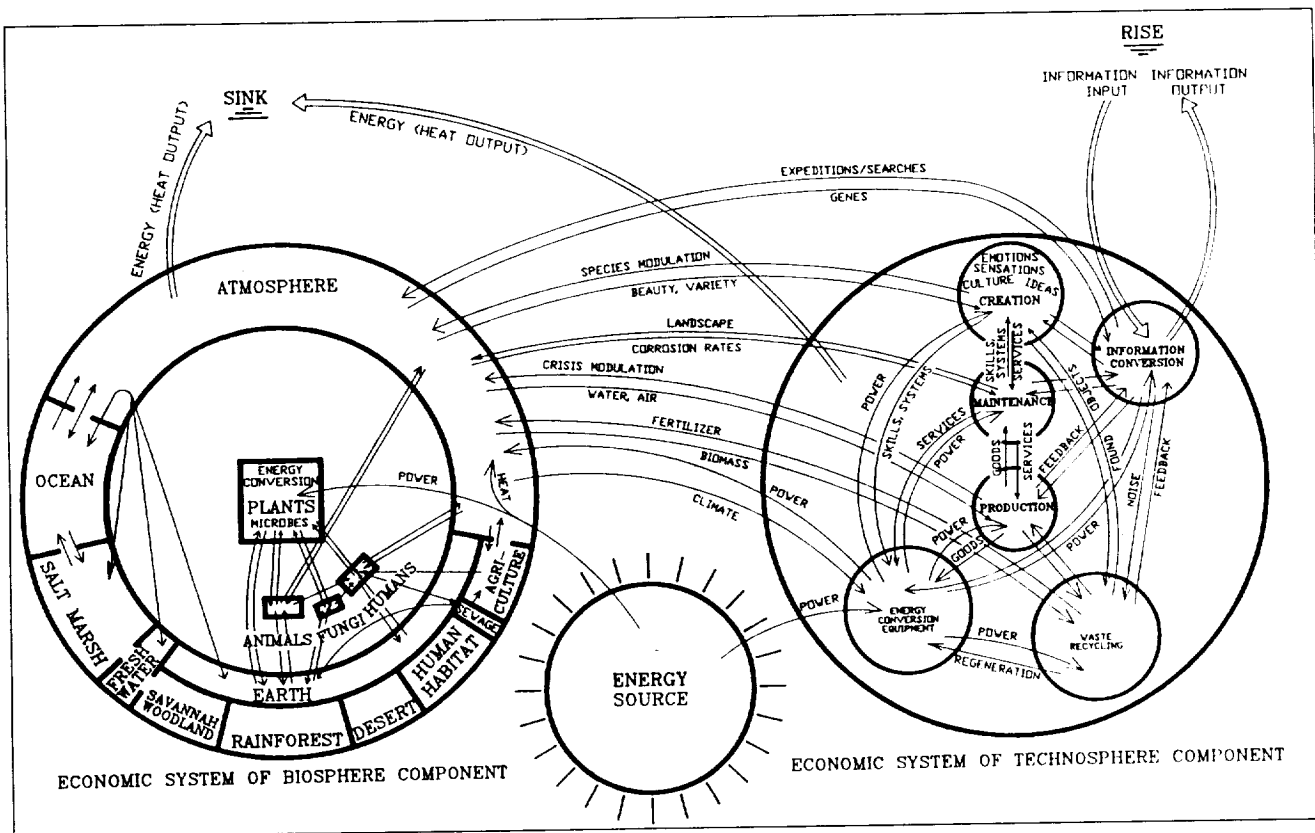 RISE
INFORMATION INPUT
INFORMATION OUTPUT
SINK
ENERGY (HEAT OUTPUT)
ENERGY (HEAT OUTPUT)
EXPEDITIONS/SEARCHES
GENES
SPECIES MODULATION
BEAUTY, VARIETY
LANDSCAPE
CORROSION RATES
CRISIS MODULATION
WATER, AIR
FERTILIZER
BIOMASS
POWER
CLIMATE
ATMOSPHERE
OCEAN
SALT MARSH
FRESH
WATER
SAVANNAH
WOODLAND
RAINFOREST
DESERT
HUMAN
HABITAT
SEWAGE
AGRI-
CULTURE
HEAT
POWER
ENERGY
CONVERSION
PLANTS
MICROBES
ANIMALS
FUNGI
HUMANS
EARTH
ECONOMIC SYSTEM OF BIOSPHERE COMPONENT
ENERGY
SOURCE
POWER
EMOTIONS
SENSATIONS
CULTURE IDEAS
CREATION
INFORMATION
CONVERSION
SKILLS,
SYSTEMS
SERVICES
MAINTENANCE
OBJECTS
FOUND
POWER
SKILLS, SYSTEMS
SERVICES
POWER
GOODS
SERVICES
FEEDBACK
PRODUCTION
NOISE
FEEDBACK
POWER
GOODS
POWER
ENERGY
CONVERSION
EQUIPMENT
POWER
REGENERATION
WASTE
RECYCLING
ECONOMIC SYSTEM OF TECHNOSPHERE COMPONENT